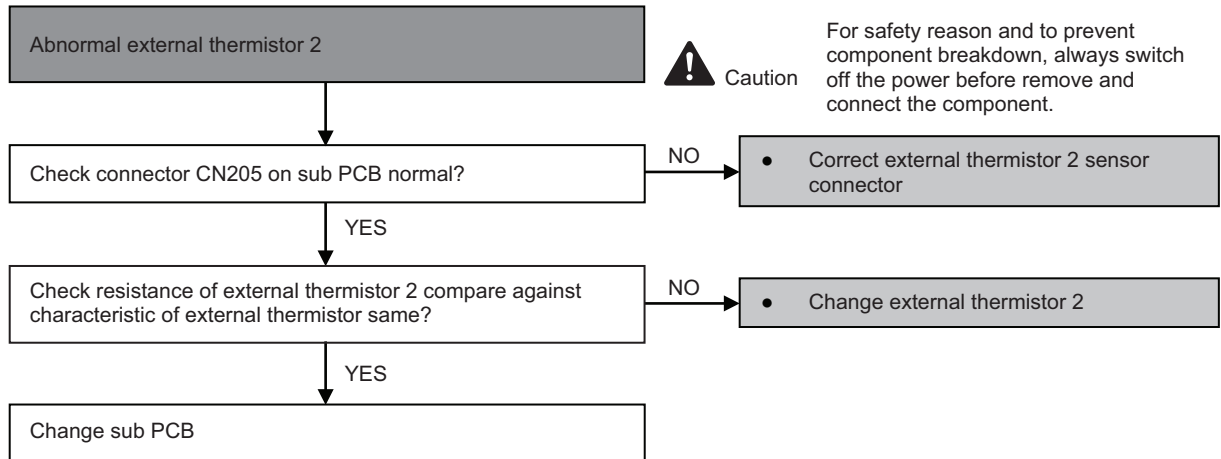 Abnormal external thermistor 2
Caution
For safety reason and to prevent
component breakdown, always switch
off the power before remove and
connect the component.
Check connector CN205 on sub PCB normal?
NO
● Correct external thermistor 2 sensor
connector
YES
Check resistance of external thermistor 2 compare against
characteristic of external thermistor same?
NO
● Change external thermistor 2
YES
Change sub PCB